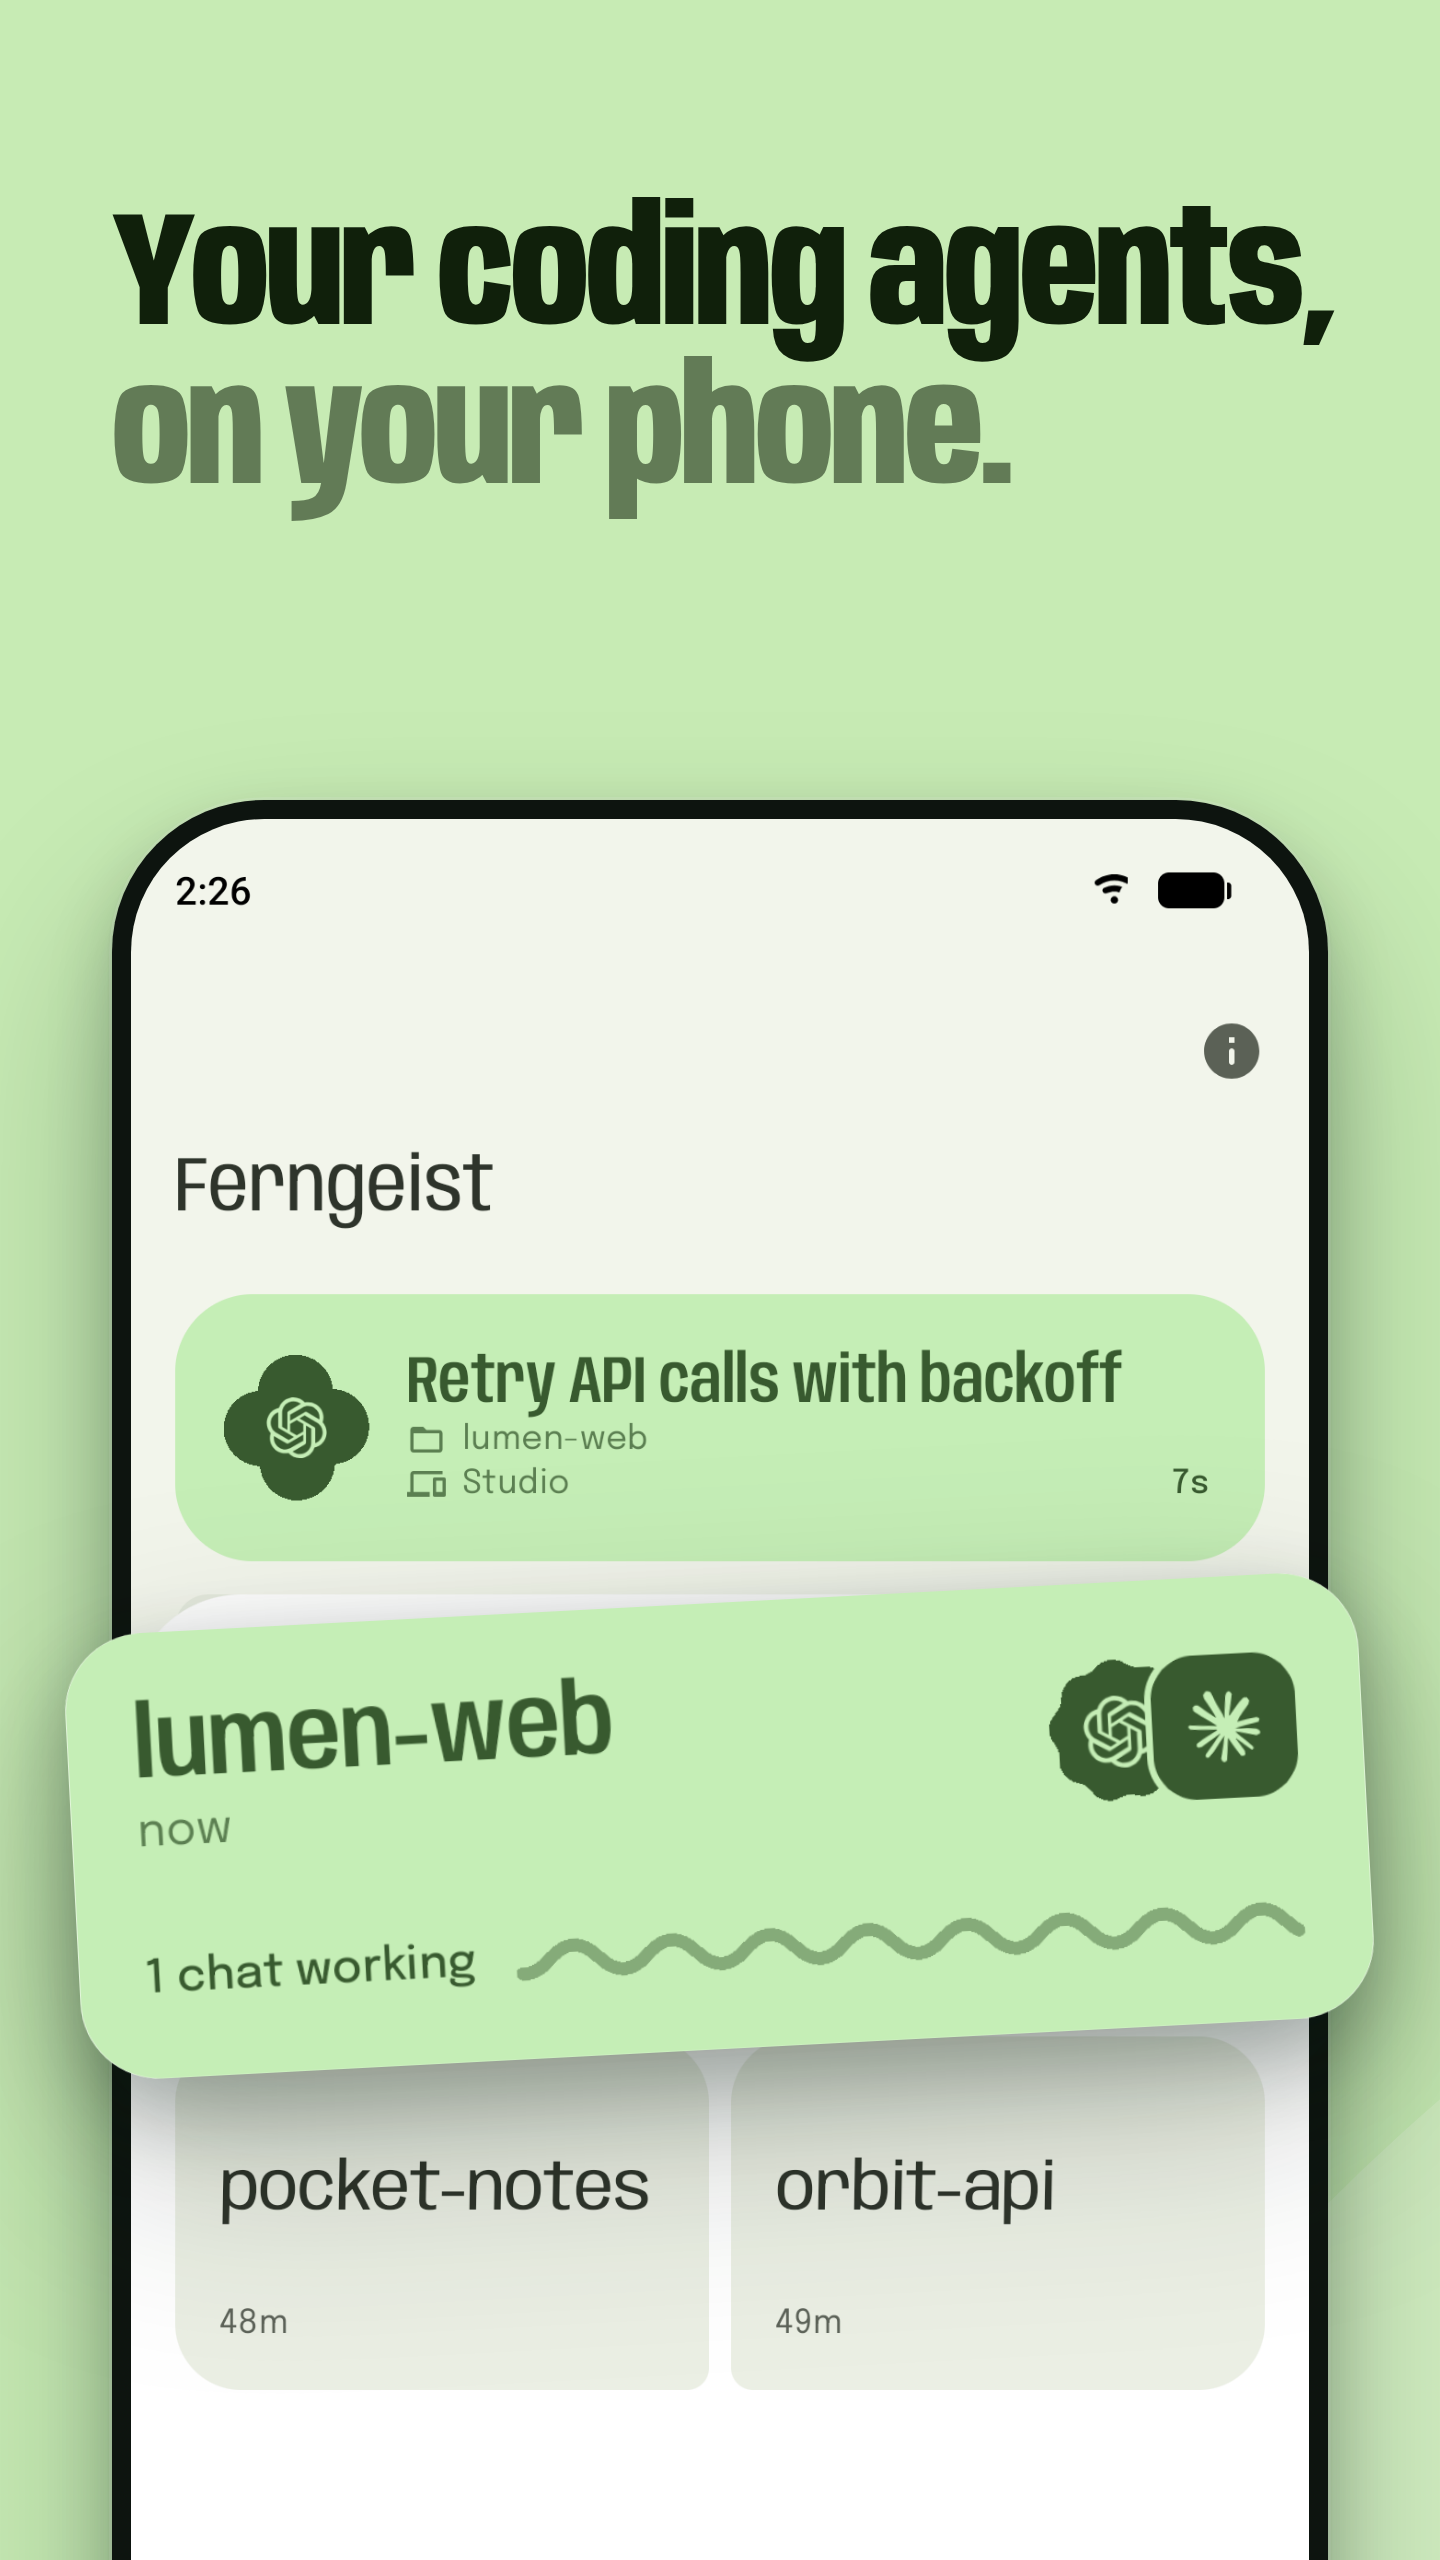 Your coding agents,
on your phone.
2:26
Ferngeist
Retry API calls with backoff
lumen-web
Studio
7s
lumen-web
now
1 chat working
pocket-notes
orbit-api
48m
49m